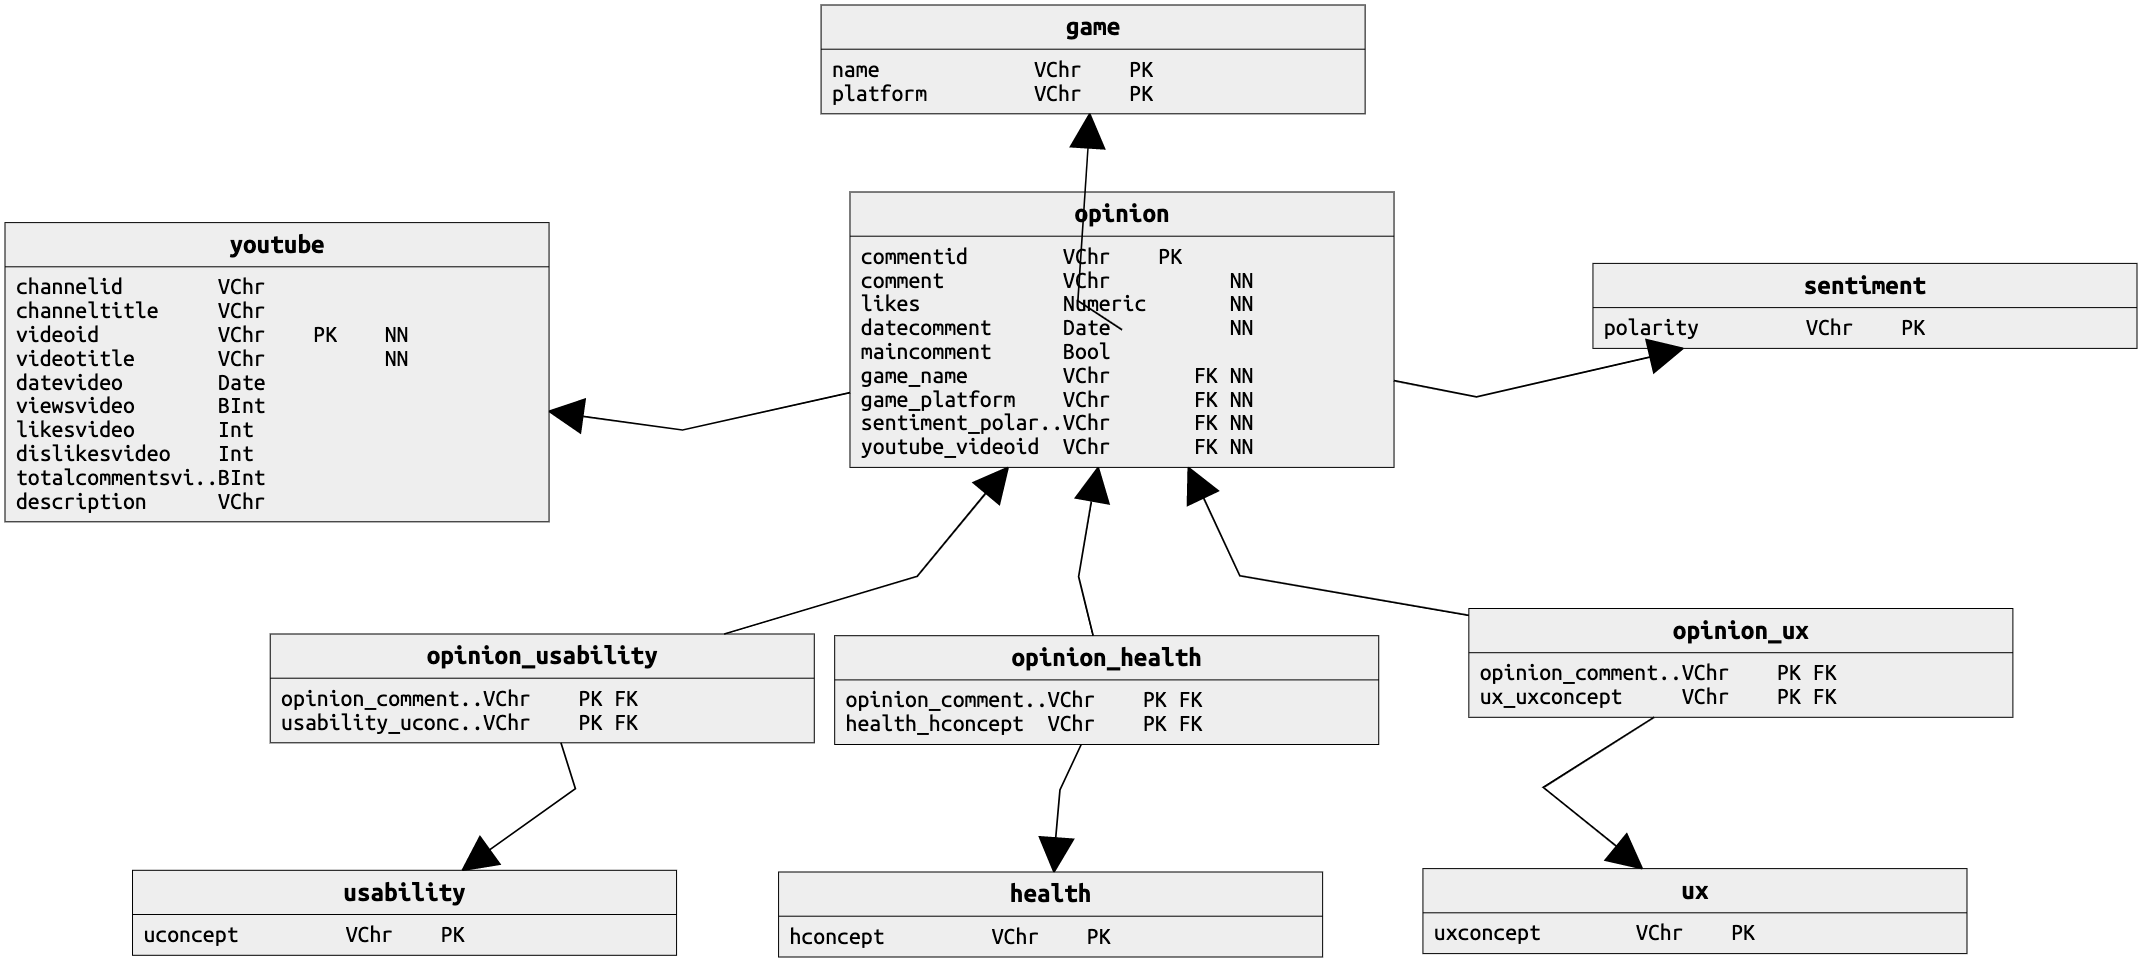 game
name VChr PK
platform VChr PK
opinion
commentid VChr PK
comment VChr NN
likes Numeric NN
datecomment Date NN
maincomment Bool
game_name VChr FK NN
game_platform VChr FK NN
sentiment_polar..VChr FK NN
youtube_videoid VChr FK NN
youtube
channelid VChr
channeltitle VChr
videoid VChr PK NN
videotitle VChr NN
datevideo Date
viewsvideo BInt
likesvideo Int
dislikesvideo Int
totalcommentsvi..BInt
description VChr
sentiment
polarity VChr PK
opinion_usability
opinion_comment..VChr PK FK
usability_uconc..VChr PK FK
opinion_health
opinion_comment..VChr PK FK
health_hconcept VChr PK FK
opinion_ux
opinion_comment..VChr PK FK
ux_uxconcept VChr PK FK
usability
uconcept VChr PK
health
hconcept VChr PK
ux
uxconcept VChr PK